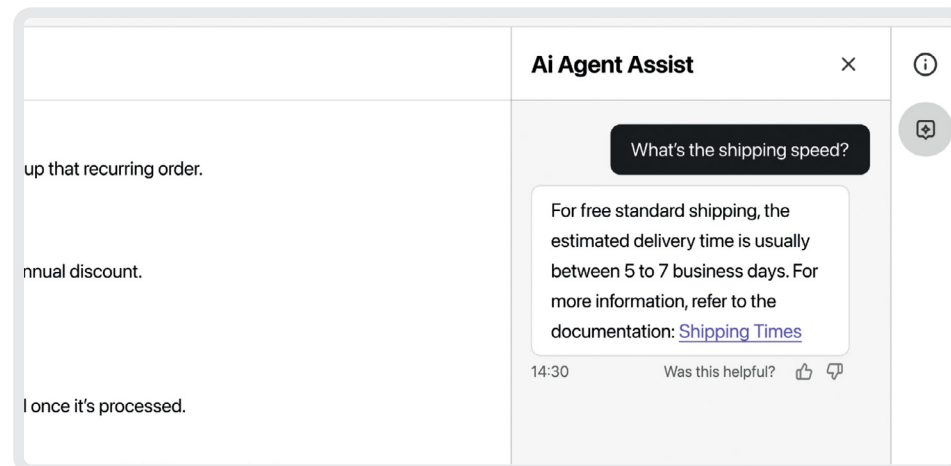 Ai Agent Assist
What's the shipping speed?
up that recurring order.
For free standard shipping, the
estimated delivery time is usually
nnual discount.
between 5 to 7 business days. For
more information, refer to the
documentation: Shipping Times
14:30 Was this helpful?
once it's processed.